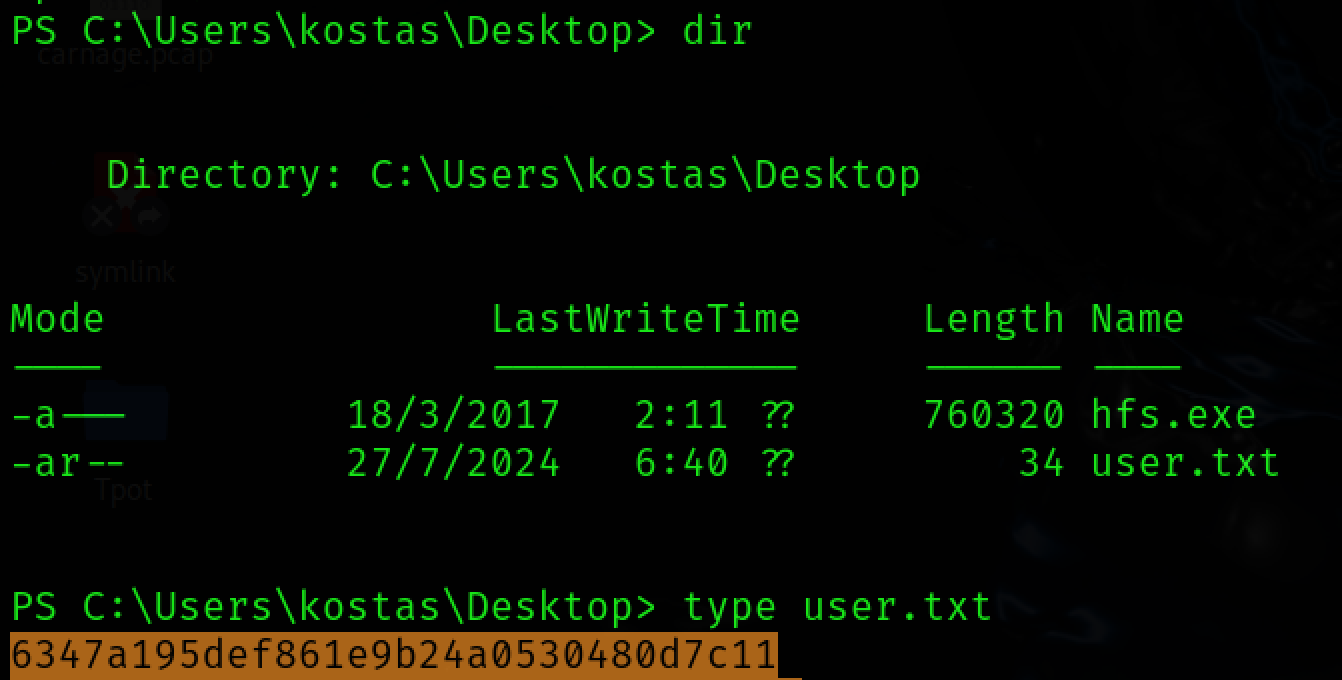 PS C:\Users\kostas\Desktop> dir
carnage.pcap
Directory: C:\Users\kostas\Desktop
symlink
Mode LastWriteTime Length Name
---- ------------- ------ ----
-a--- 18/3/2017 2:11 ?? 760320 hfs.exe
-ar-- 27/7/2024 6:40 ?? 34 user.txt
Tpot
PS C:\Users\kostas\Desktop> type user.txt
6347a195def861e9b24a0530480d7c11